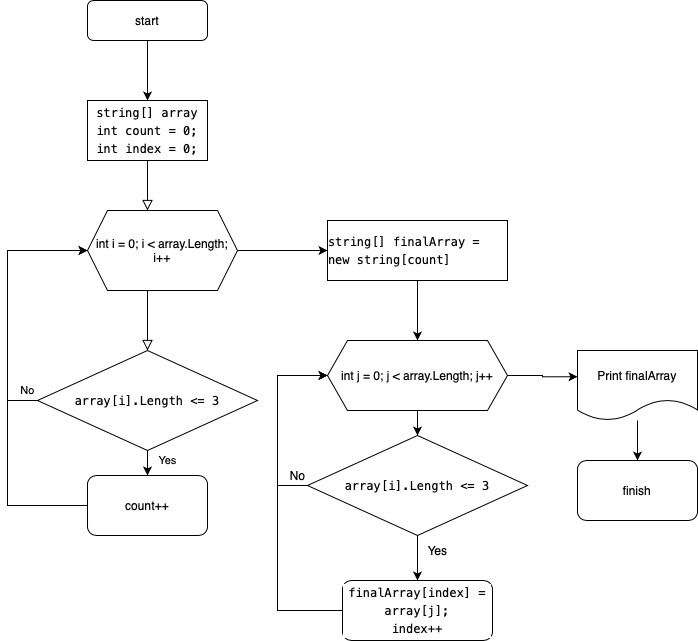 start
string[] array
int count = 0;
int index = 0;
int i = 0; i < array.Length;
i++
array[i].Length <= 3
No
Yes
count++
string[] finalArray =
new string[count]
int j = 0; j < array.Length; j++
array[i].Length <= 3
No
Yes
finalArray[index] =
array[j];
index++
Print finalArray
finish